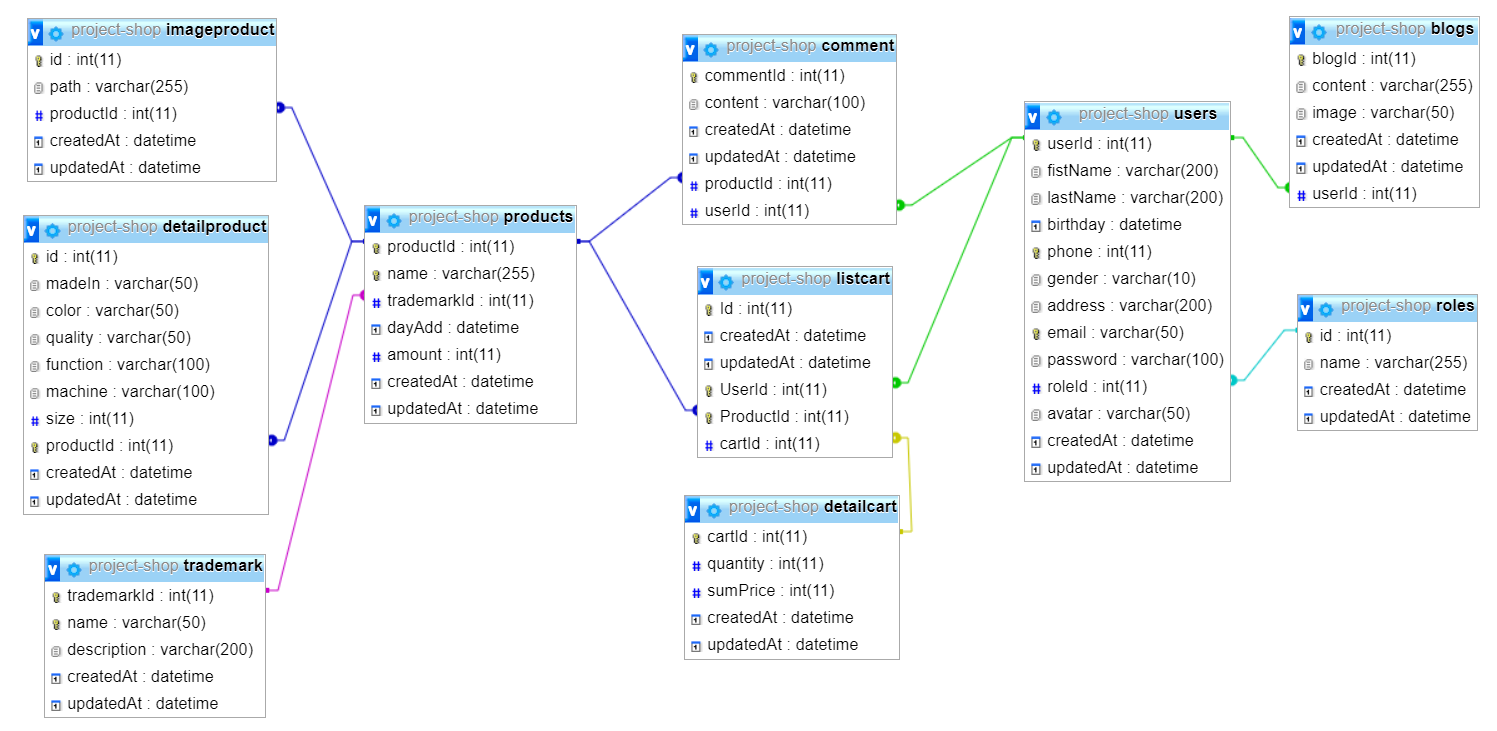 project-shop imageproduct
id : int(11)
path : varchar(255)
productId : int(11)
createdAt : datetime
updatedAt : datetime
project-shop detailproduct
id : int(11)
madeIn : varchar(50)
color : varchar(50)
quality : varchar(50)
function : varchar(100)
machine : varchar(100)
size : int(11)
productId : int(11)
createdAt : datetime
updatedAt : datetime
project-shop trademark
trademarkId : int(11)
name : varchar(50)
description : varchar(200)
createdAt : datetime
updatedAt : datetime
project-shop products
productId : int(11)
name : varchar(255)
trademarkId : int(11)
dayAdd : datetime
amount : int(11)
createdAt : datetime
updatedAt : datetime
project-shop comment
commentId : int(11)
content : varchar(100)
createdAt : datetime
updatedAt : datetime
productId : int(11)
userId : int(11)
project-shop listcart
Id : int(11)
createdAt : datetime
updatedAt : datetime
UserId : int(11)
ProductId : int(11)
cartId : int(11)
project-shop detailcart
cartId : int(11)
quantity : int(11)
sumPrice : int(11)
createdAt : datetime
updatedAt : datetime
project-shop users
userId : int(11)
fistName : varchar(200)
lastName : varchar(200)
birthday : datetime
phone : int(11)
gender : varchar(10)
address : varchar(200)
email : varchar(50)
password : varchar(100)
roleId : int(11)
avatar : varchar(50)
createdAt : datetime
updatedAt : datetime
project-shop blogs
blogId : int(11)
content : varchar(255)
image : varchar(50)
createdAt : datetime
updatedAt : datetime
userId : int(11)
project-shop roles
id : int(11)
name : varchar(255)
createdAt : datetime
updatedAt : datetime